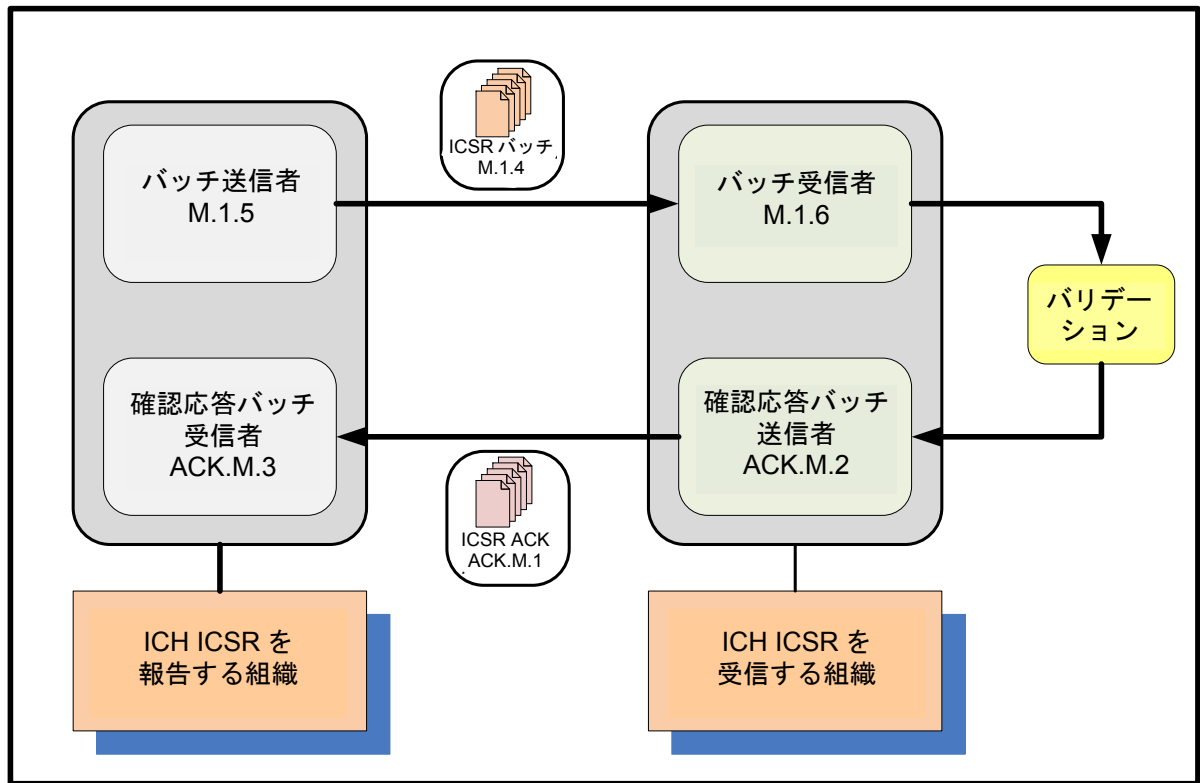 ICSR バッチ
M.1.4
バッチ送信者
M.1.5
バッチ受信者
M.1.6
バリデー
ション
確認応答バッチ
受信者
ACK.M.3
確認応答バッチ
送信者
ACK.M.2
ICSR ACK
ACK.M.1
ICH ICSR を
報告する組織
ICH ICSR を
受信する組織